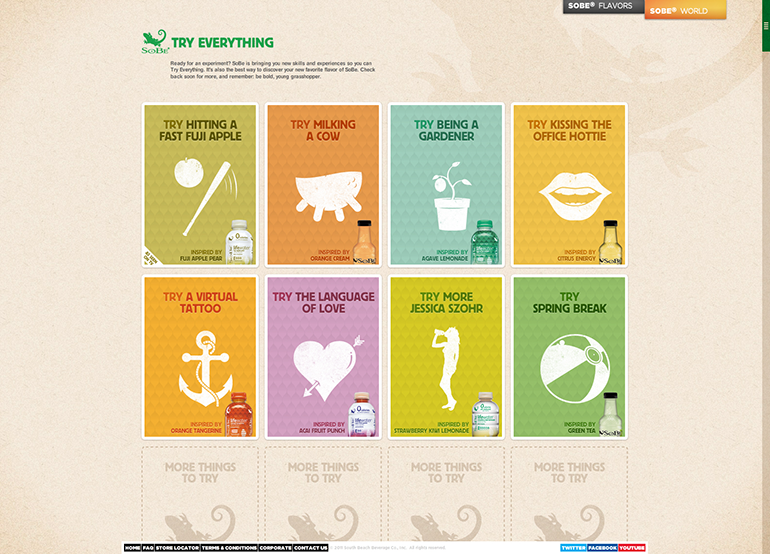 SOBE® FLAVORS
SOBE® WORLD
SoBe TRY EVERYTHING
Ready for an experiment? SoBe is bringing you new skills and experiences so you can
Try Everything. It's also the best way to discover your new favorite flavor of SoBe. Check
back soon for more, and remember: be bold, young grasshopper.
TRY HITTING A
FAST FUJI APPLE
INSPIRED BY
FUJI APPLE PEAR
TRY MILKING
A COW
INSPIRED BY
ORANGE CREAM
SoBe
TRY BEING A
GARDENER
INSPIRED BY
AGAVE LEMONADE
TRY KISSING THE
OFFICE HOTTIE
INSPIRED BY
CITRUS ENERGY
SoBe
TRY A VIRTUAL
TATTOO
INSPIRED BY
ORANGE TANGERINE
TRY THE LANGUAGE
OF LOVE
INSPIRED BY
ACAI FRUIT PUNCH
lifewater
TRY MORE
JESSICA SZOHR
INSPIRED BY
STRAWBERRY KIWI LEMONADE
lifewater
TRY
SPRING BREAK
INSPIRED BY
GREEN TEA
SoBe
MORE THINGS
TO TRY
MORE THINGS
TO TRY
MORE THINGS
TO TRY
MORE THINGS
TO TRY
HOME FAQ STORE LOCATOR TERMS & CONDITIONS CORPORATE CONTACT US
South Beach Beverage Co., Inc. All rights reserved.
TWITTER FACEBOOK YOUTUBE